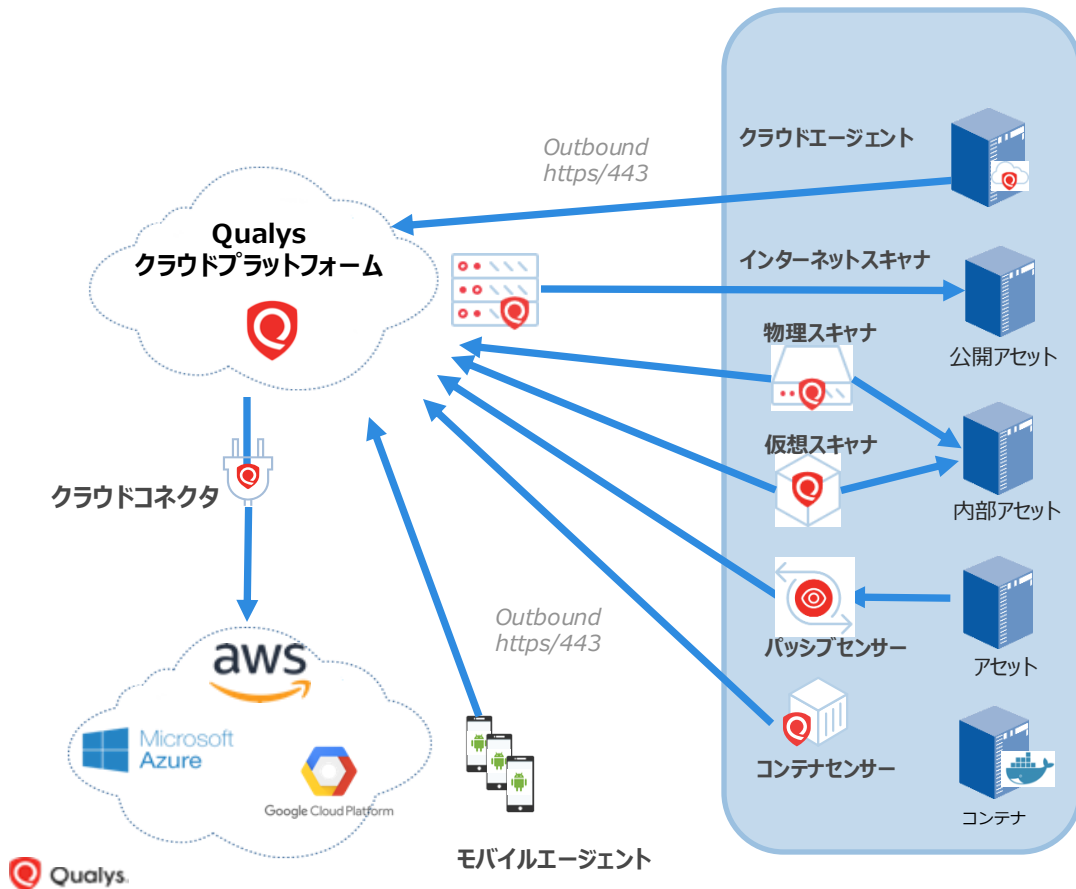 クラウドエージェント
Outbound
https/443
Qualys
クラウドプラットフォーム
インターネットスキャナ
公開アセット
物理スキャナ
仮想スキャナ
内部アセット
クラウドコネクタ
パッシブセンサー
アセット
Outbound
https/443
aws
Microsoft
Azure
Google Cloud Platform
コンテナセンサー
コンテナ
モバイルエージェント
Qualys.